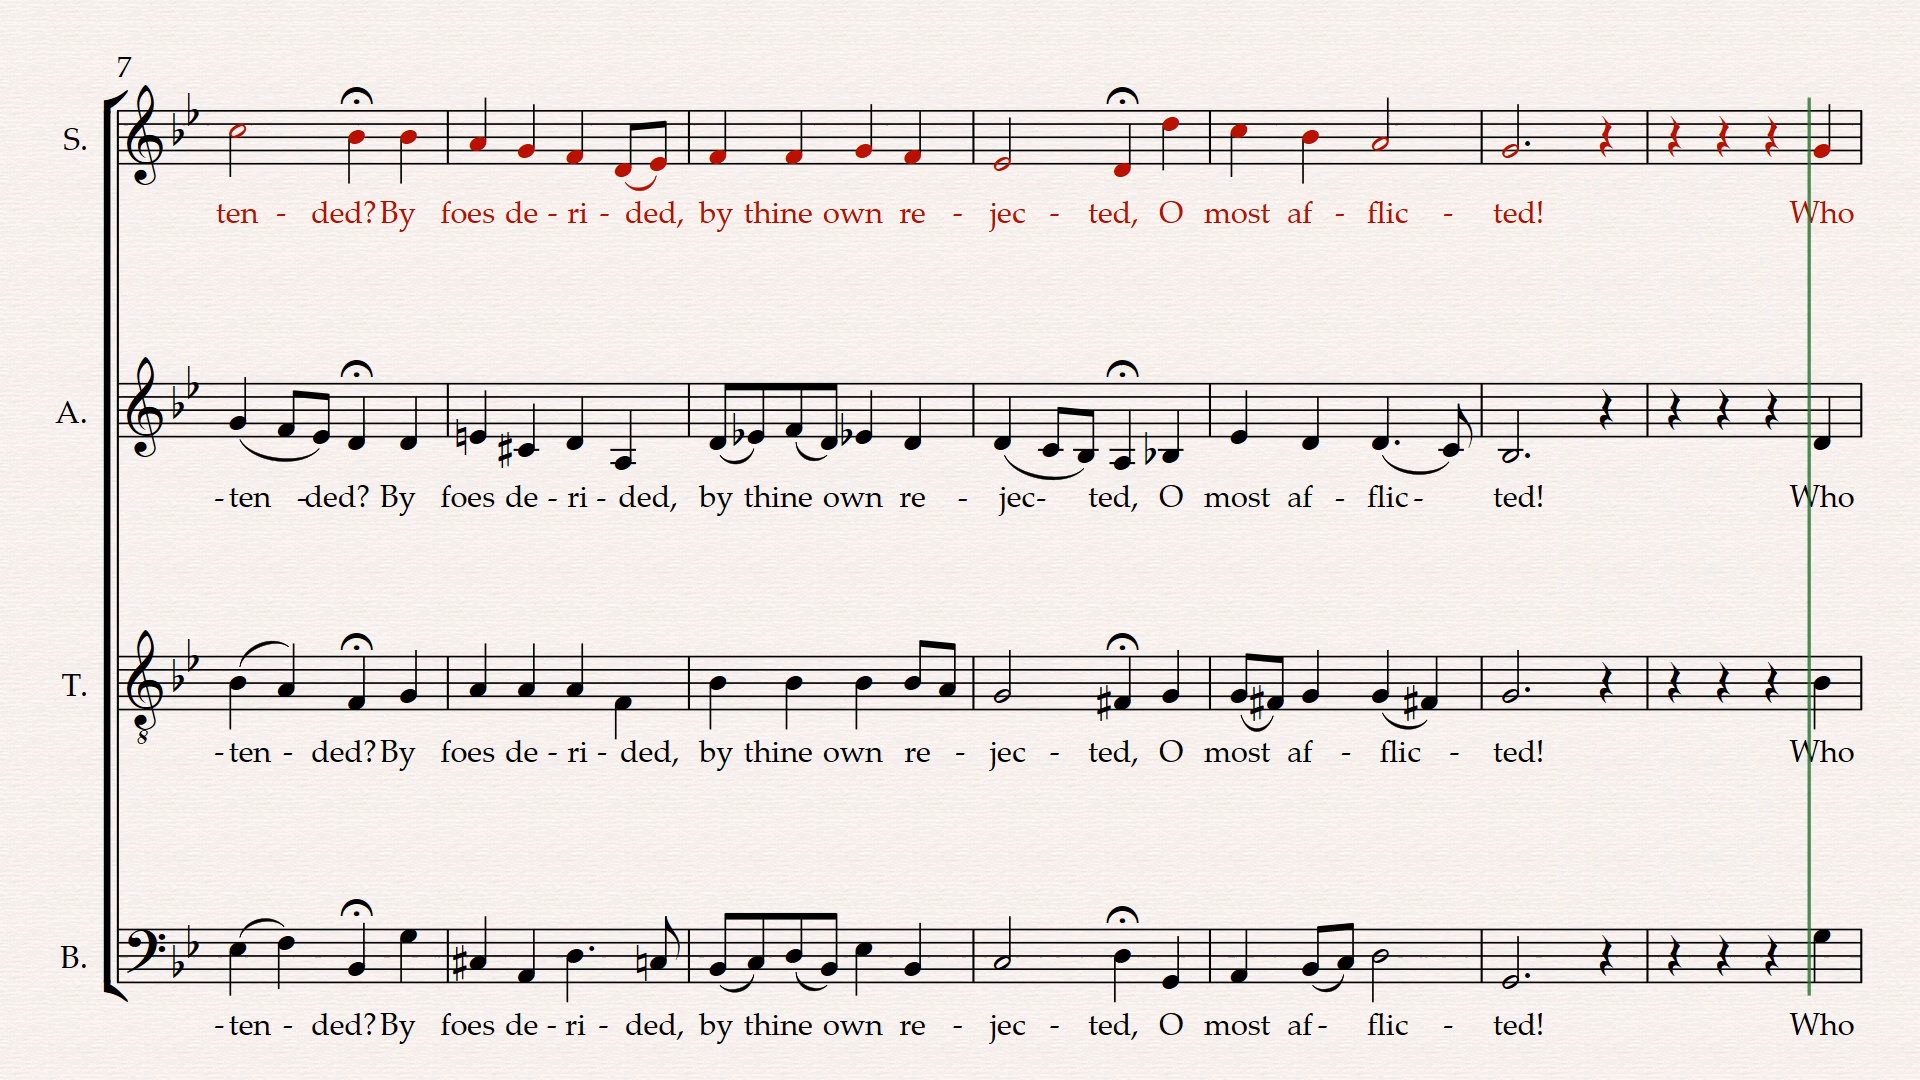 7
S.
ten - ded? By foes de - ri - ded, by thine own re - jec - ted, O most af - flic - ted! Who
A.
- ten - ded? By foes de - ri - ded, by thine own re - jec - ted, O most af - flic - ted! Who
T.
8
- ten - ded? By foes de - ri - ded, by thine own re - jec - ted, O most af - flic - ted! Who
B.
- ten - ded? By foes de - ri - ded, by thine own re - jec - ted, O most af - flic - ted! Who